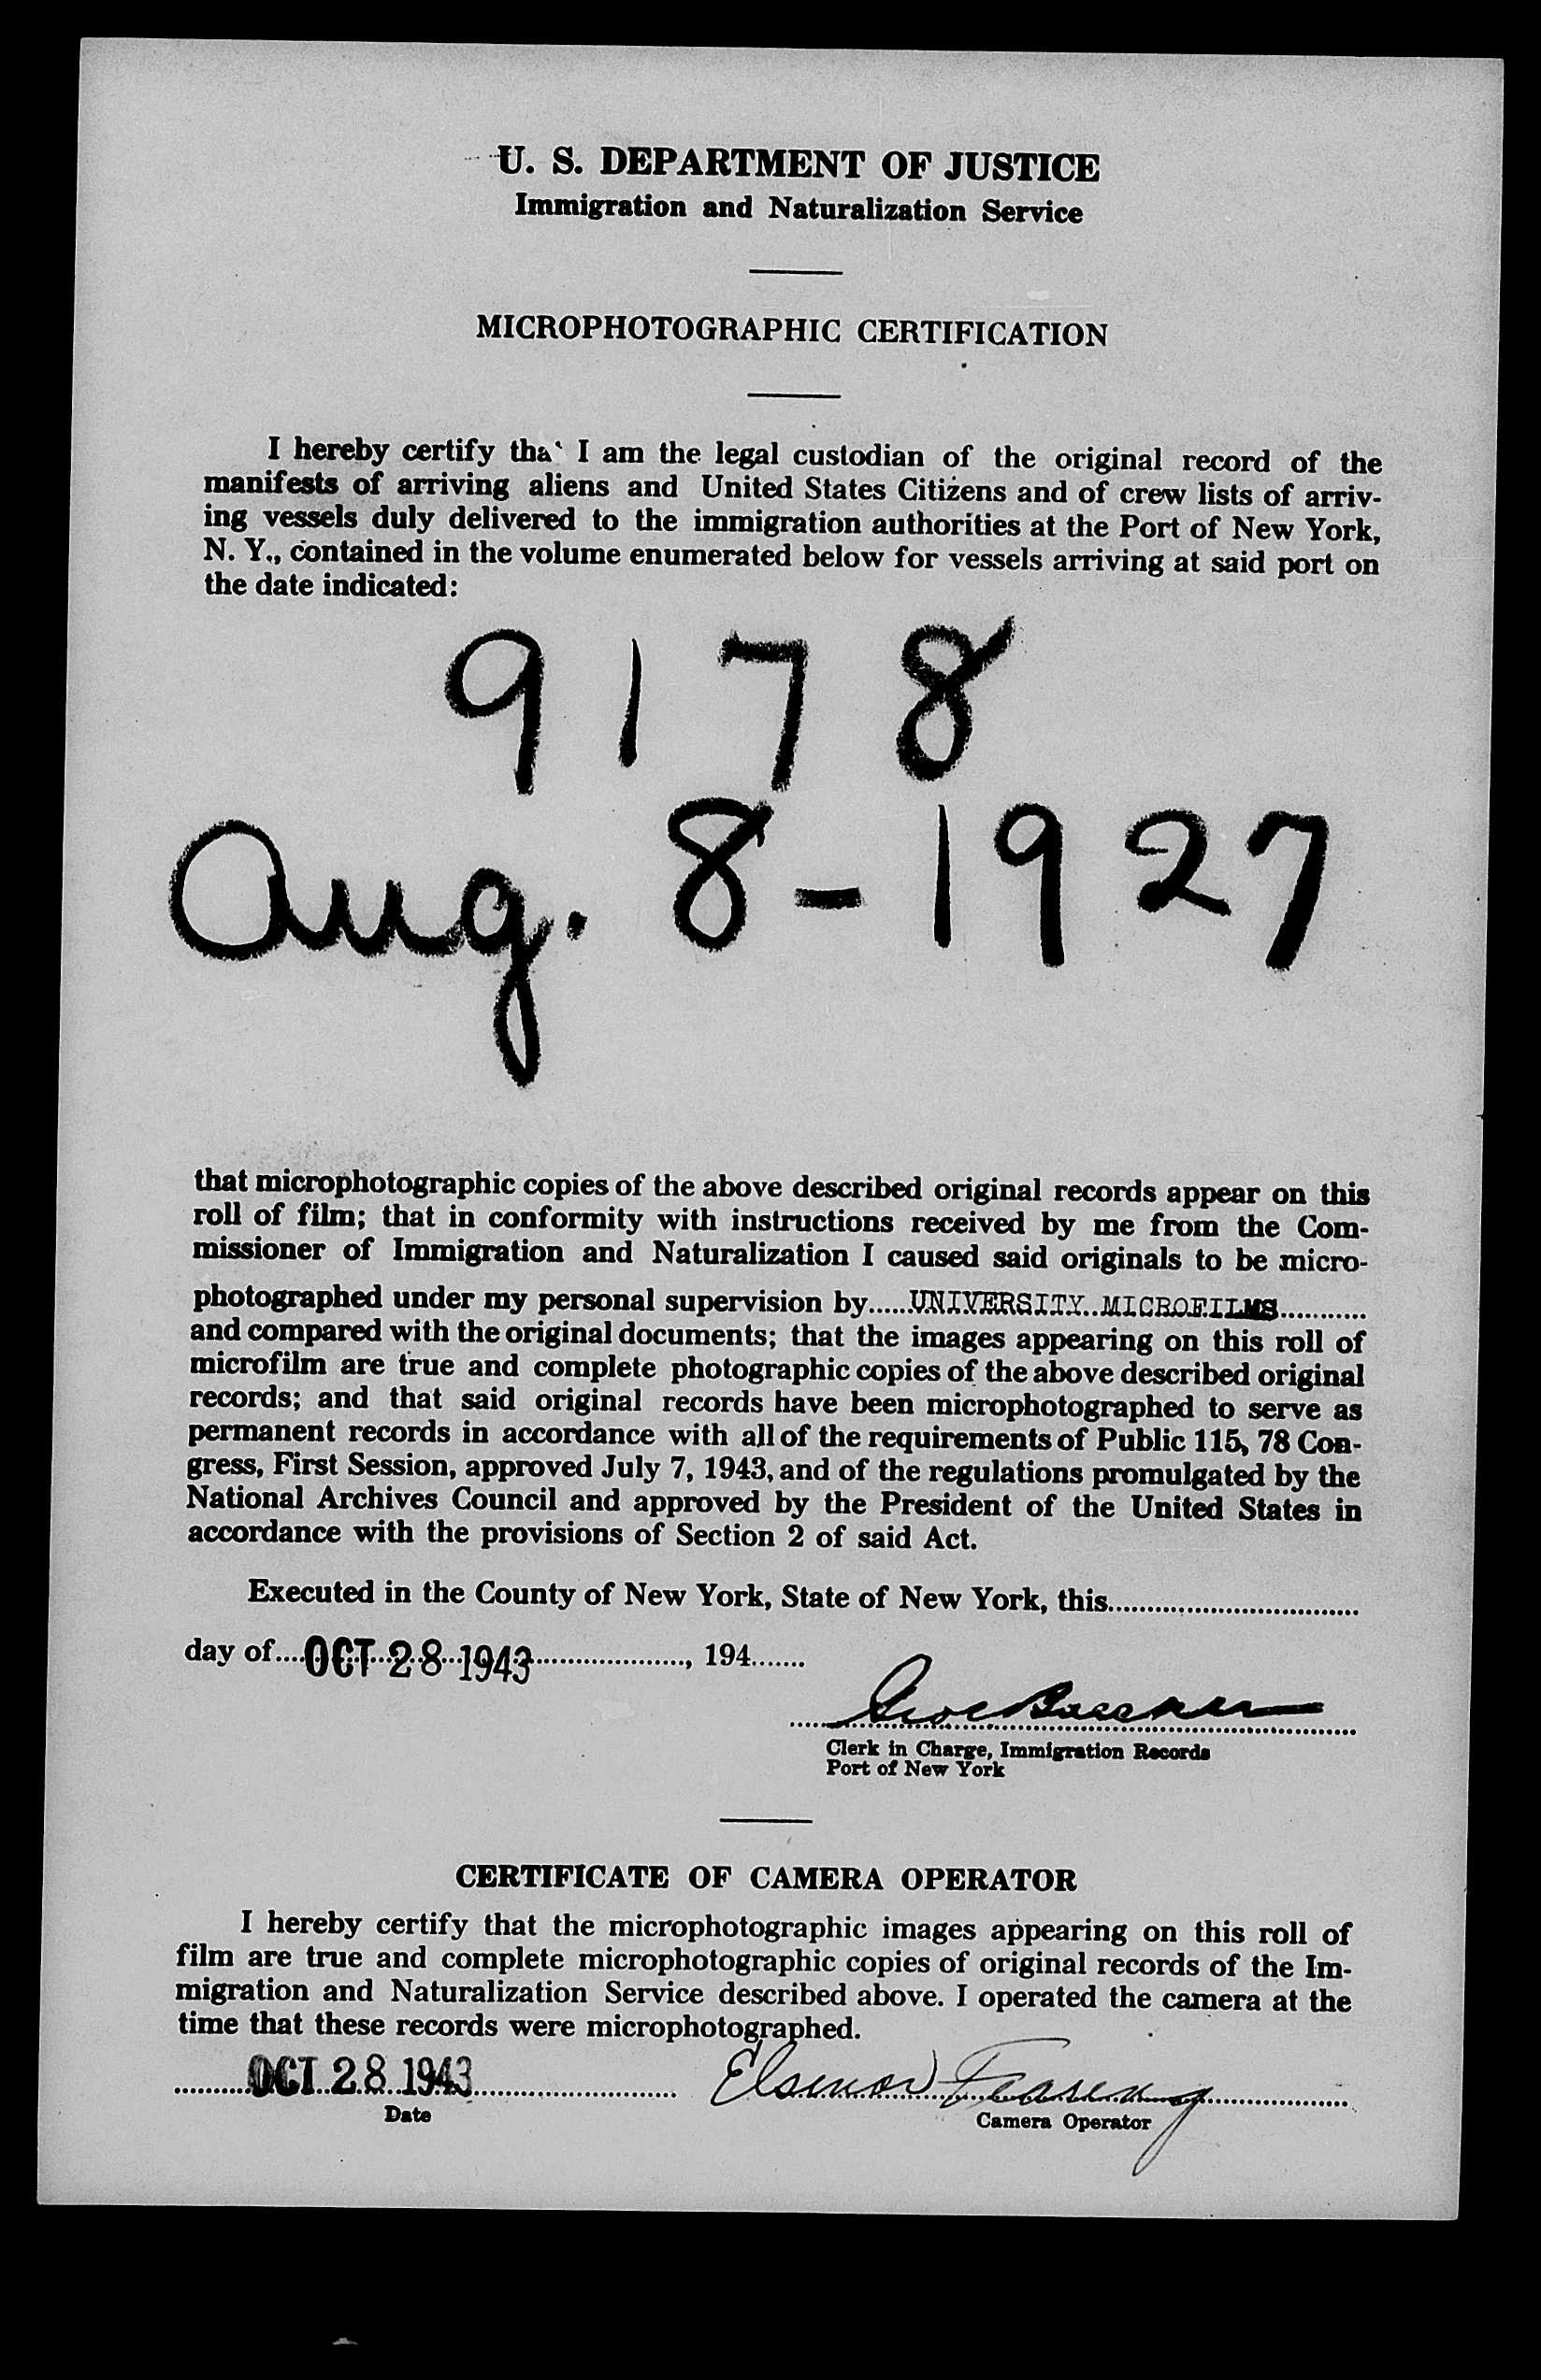 U. S. DEPARTMENT OF JUSTICE
Immigration and Naturalization Service
MICROPHOTOGRAPHIC CERTIFICATION
I hereby certify tha' I am the legal custodian of the original record of the
manifests of arriving aliens and United States Citizens and of crew lists of arriv-
ing vessels duly delivered to the immigration authorities at the Port of New York,
N. Y., contained in the volume enumerated below for vessels arriving at said port on
the date indicated:
9178
Aug. 8-1927
that microphotographic copies of the above described original records appear on this
roll of film; that in conformity with instructions received by me from the Com-
missioner of Immigration and Naturalization I caused said originals to be micro-
photographed under my personal supervision by.....UNIVERSITY MICROFILMS...........
and compared with the original documents; that the images appearing on this roll of
microfilm are true and complete photographic copies of the above described original
records; and that said original records have been microphotographed to serve as
permanent records in accordance with all of the requirements of Public 115, 78 Con-
gress, First Session, approved July 7, 1943, and of the regulations promulgated by the
National Archives Council and approved by the President of the United States in
accordance with the provisions of Section 2 of said Act.
Executed in the County of New York, State of New York, this................................
day of....OCT 28 1943...................., 194.......
Clerk in Charge, Immigration Records
Port of New York
CERTIFICATE OF CAMERA OPERATOR
I hereby certify that the microphotographic images appearing on this roll of
film are true and complete microphotographic copies of original records of the Im-
migration and Naturalization Service described above. I operated the camera at the
time that these records were microphotographed.
OCT 28 1943
Date
Camera Operator